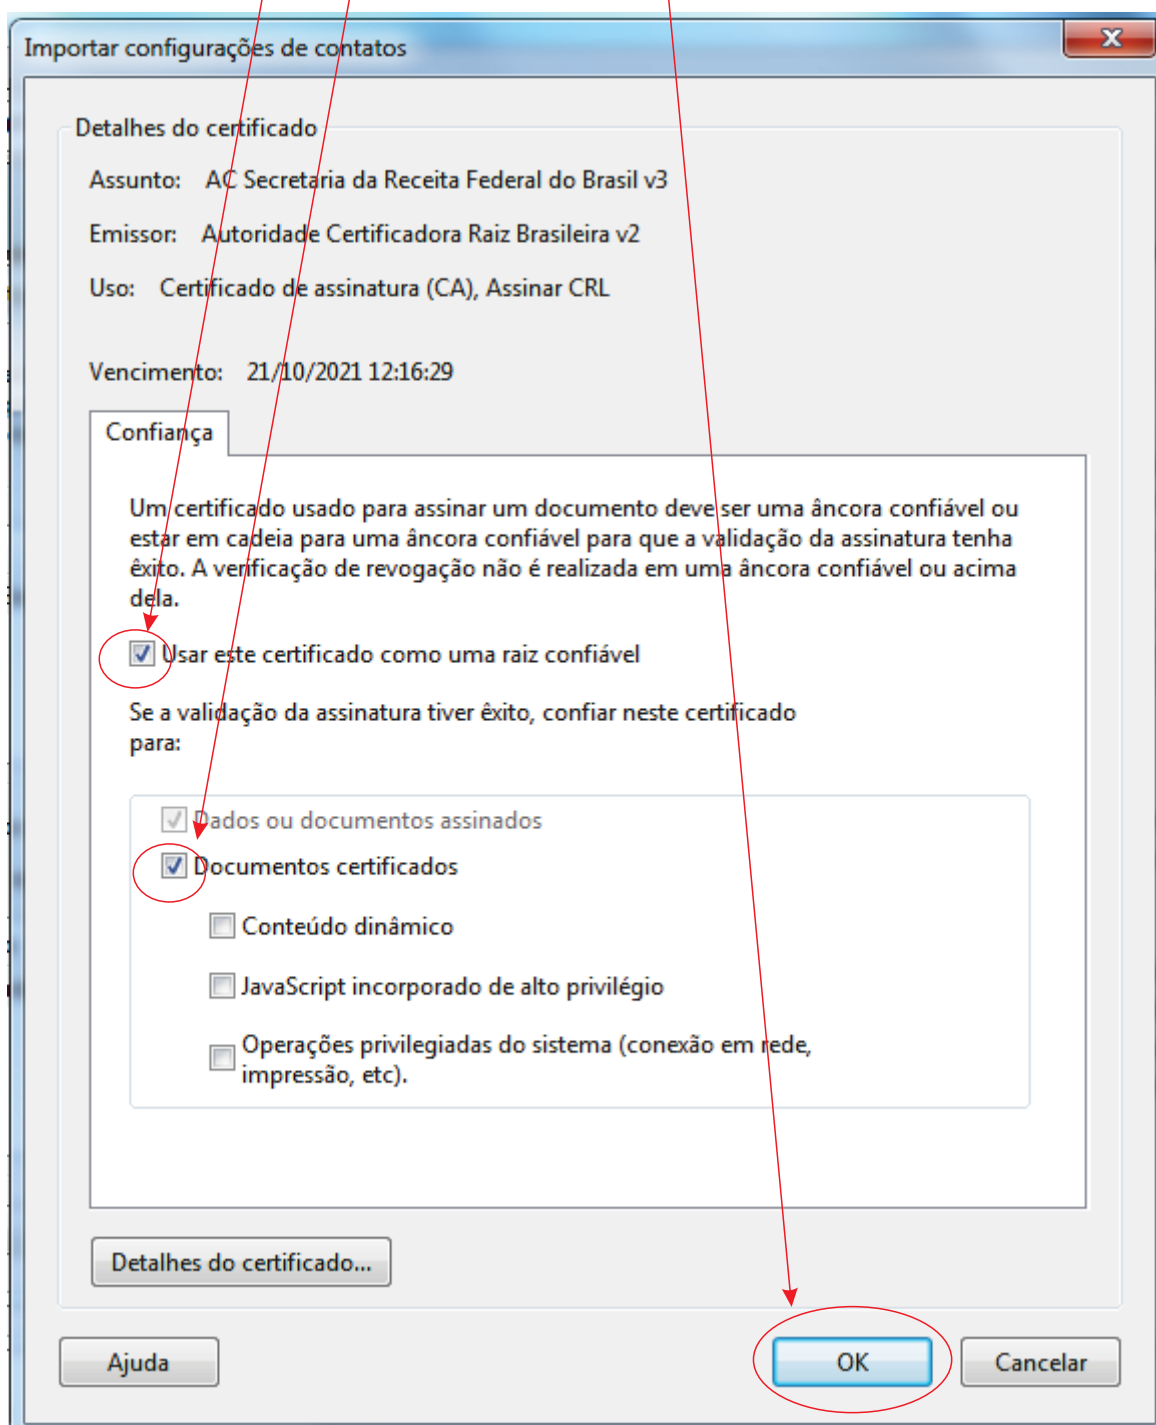 Importar configurações de contatos
Detalhes do certificado
Assunto: AC Secretaria da Receita Federal do Brasil v3
Emissor: Autoridade Certificadora Raiz Brasileira v2
Uso: Certificado de assinatura (CA), Assinar CRL
Vencimento: 21/10/2021 12:16:29
Confiança
Um certificado usado para assinar um documento deve ser uma âncora confiável ou
estar em cadeia para uma âncora confiável para que a validação da assinatura tenha
êxito. A verificação de revogação não é realizada em uma âncora confiável ou acima
dela.
Usar este certificado como uma raiz confiável
Se a validação da assinatura tiver êxito, confiar neste certificado
para:
Dados ou documentos assinados
Documentos certificados
Conteúdo dinâmico
JavaScript incorporado de alto privilégio
Operações privilegiadas do sistema (conexão em rede,
impressão, etc).
Detalhes do certificado...
Ajuda
OK
Cancelar